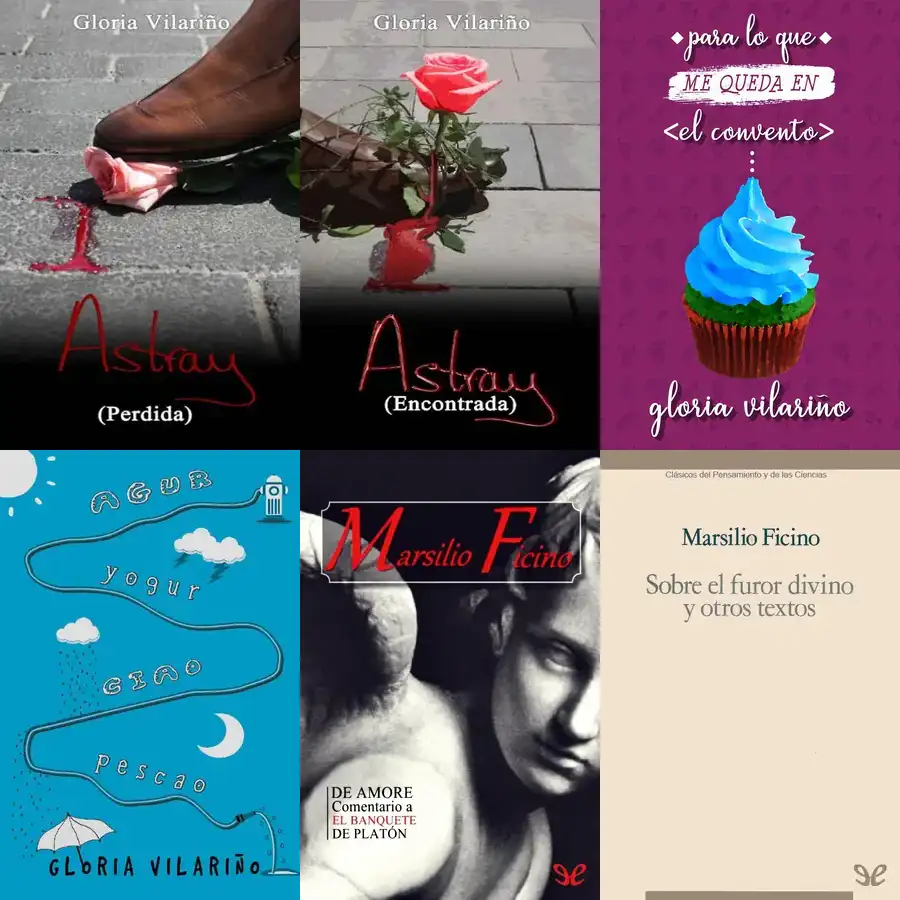 Gloria Vilariño
I
Astray
(Perdida)
Gloria Vilariño
Astray
(Encontrada)
para lo que
ME QUEDA EN
<el convento>
gloria vilariño
AGUR
yogur
CIAO
pescao
GLORIA VILARIÑO
Marsilio Ficino
DE AMORE
Comentario a
EL BANQUETE
DE PLATÓN
Clásicos del Pensamiento y de las Ciencias
Marsilio Ficino
Sobre el furor divino
y otros textos